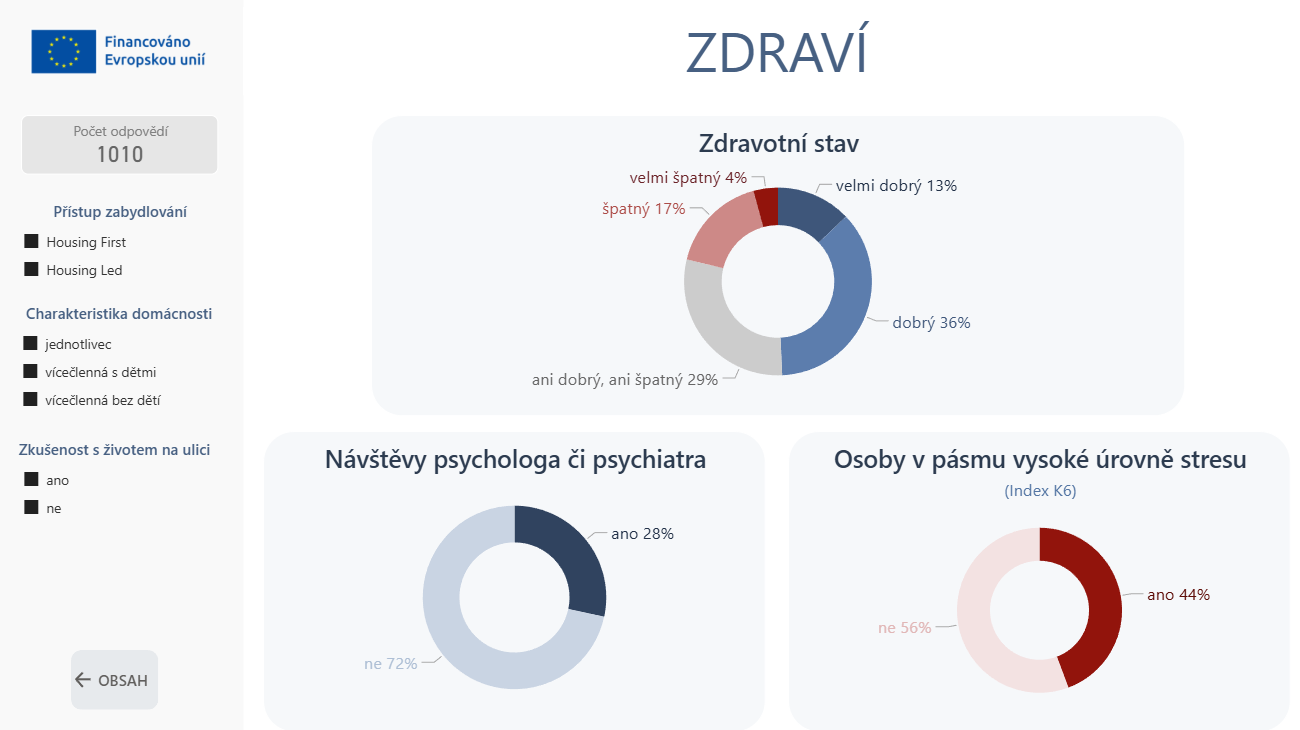 Financováno
Evropskou unií
Počet odpovědí
1010
Přístup zabydlování
Housing First
Housing Led
Charakteristika domácnosti
jednotlivec
vícečlenná s dětmi
vícečlenná bez dětí
Zkušenost s životem na ulici
ano
ne
OBSAH
ZDRAVÍ
Zdravotní stav
velmi špatný 4%
velmi dobrý 13%
špatný 17%
dobrý 36%
ani dobrý, ani špatný 29%
Návštěvy psychologa či psychiatra
ano 28%
ne 72%
Osoby v pásmu vysoké úrovně stresu
(Index K6)
ano 44%
ne 56%